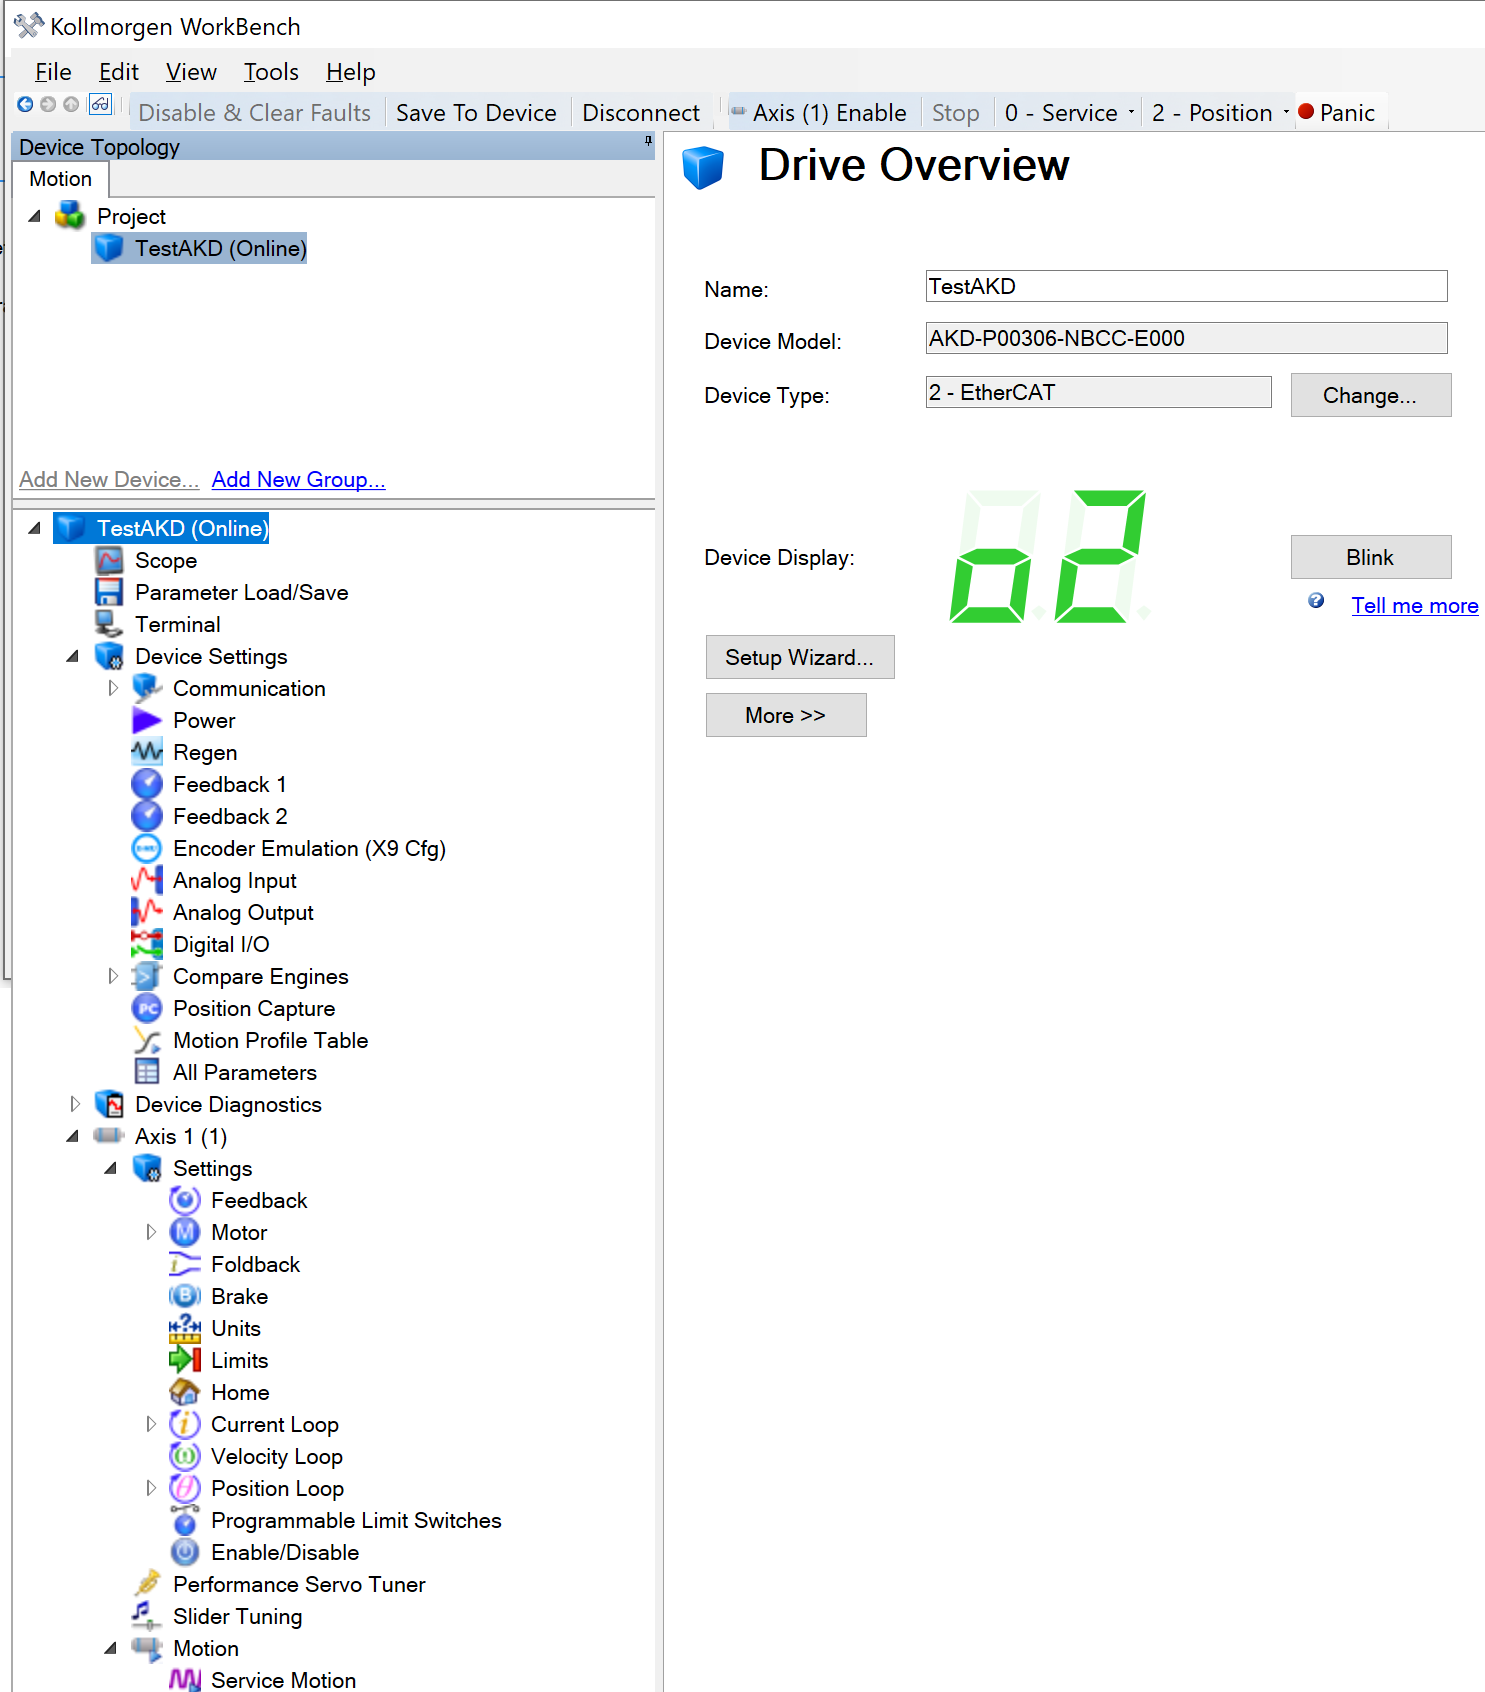 Kollmorgen WorkBench
File Edit View Tools Help
Disable & Clear Faults Save To Device Disconnect Axis (1) Enable Stop 0 - Service 2 - Position Panic
Device Topology
Motion
Project
TestAKD (Online)
Add New Device... Add New Group...
TestAKD (Online)
Scope
Parameter Load/Save
Terminal
Device Settings
Communication
Power
Regen
Feedback 1
Feedback 2
Encoder Emulation (X9 Cfg)
Analog Input
Analog Output
Digital I/O
Compare Engines
Position Capture
Motion Profile Table
All Parameters
Device Diagnostics
Axis 1 (1)
Settings
Feedback
Motor
Foldback
Brake
Units
Limits
Home
Current Loop
Velocity Loop
Position Loop
Programmable Limit Switches
Enable/Disable
Performance Servo Tuner
Slider Tuning
Motion
Service Motion
Drive Overview
Name: TestAKD
Device Model: AKD-P00306-NBCC-E000
Device Type: 2 - EtherCAT Change...
Device Display: o2 Blink
Tell me more
Setup Wizard...
More >>